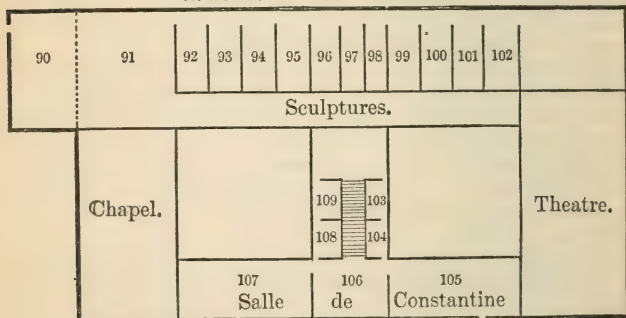 90 91 92 93 94 95 96 97 98 99 100 101 102
Sculptures.
109 103
Chapel. Theatre.
108 104
107 106 105
Salle de Constantine